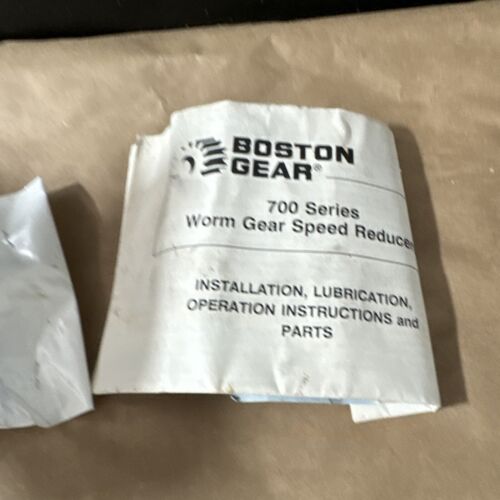 BOSTON
GEAR®
700 Series
Worm Gear Speed Reducer
INSTALLATION, LUBRICATION,
OPERATION INSTRUCTIONS and
PARTS